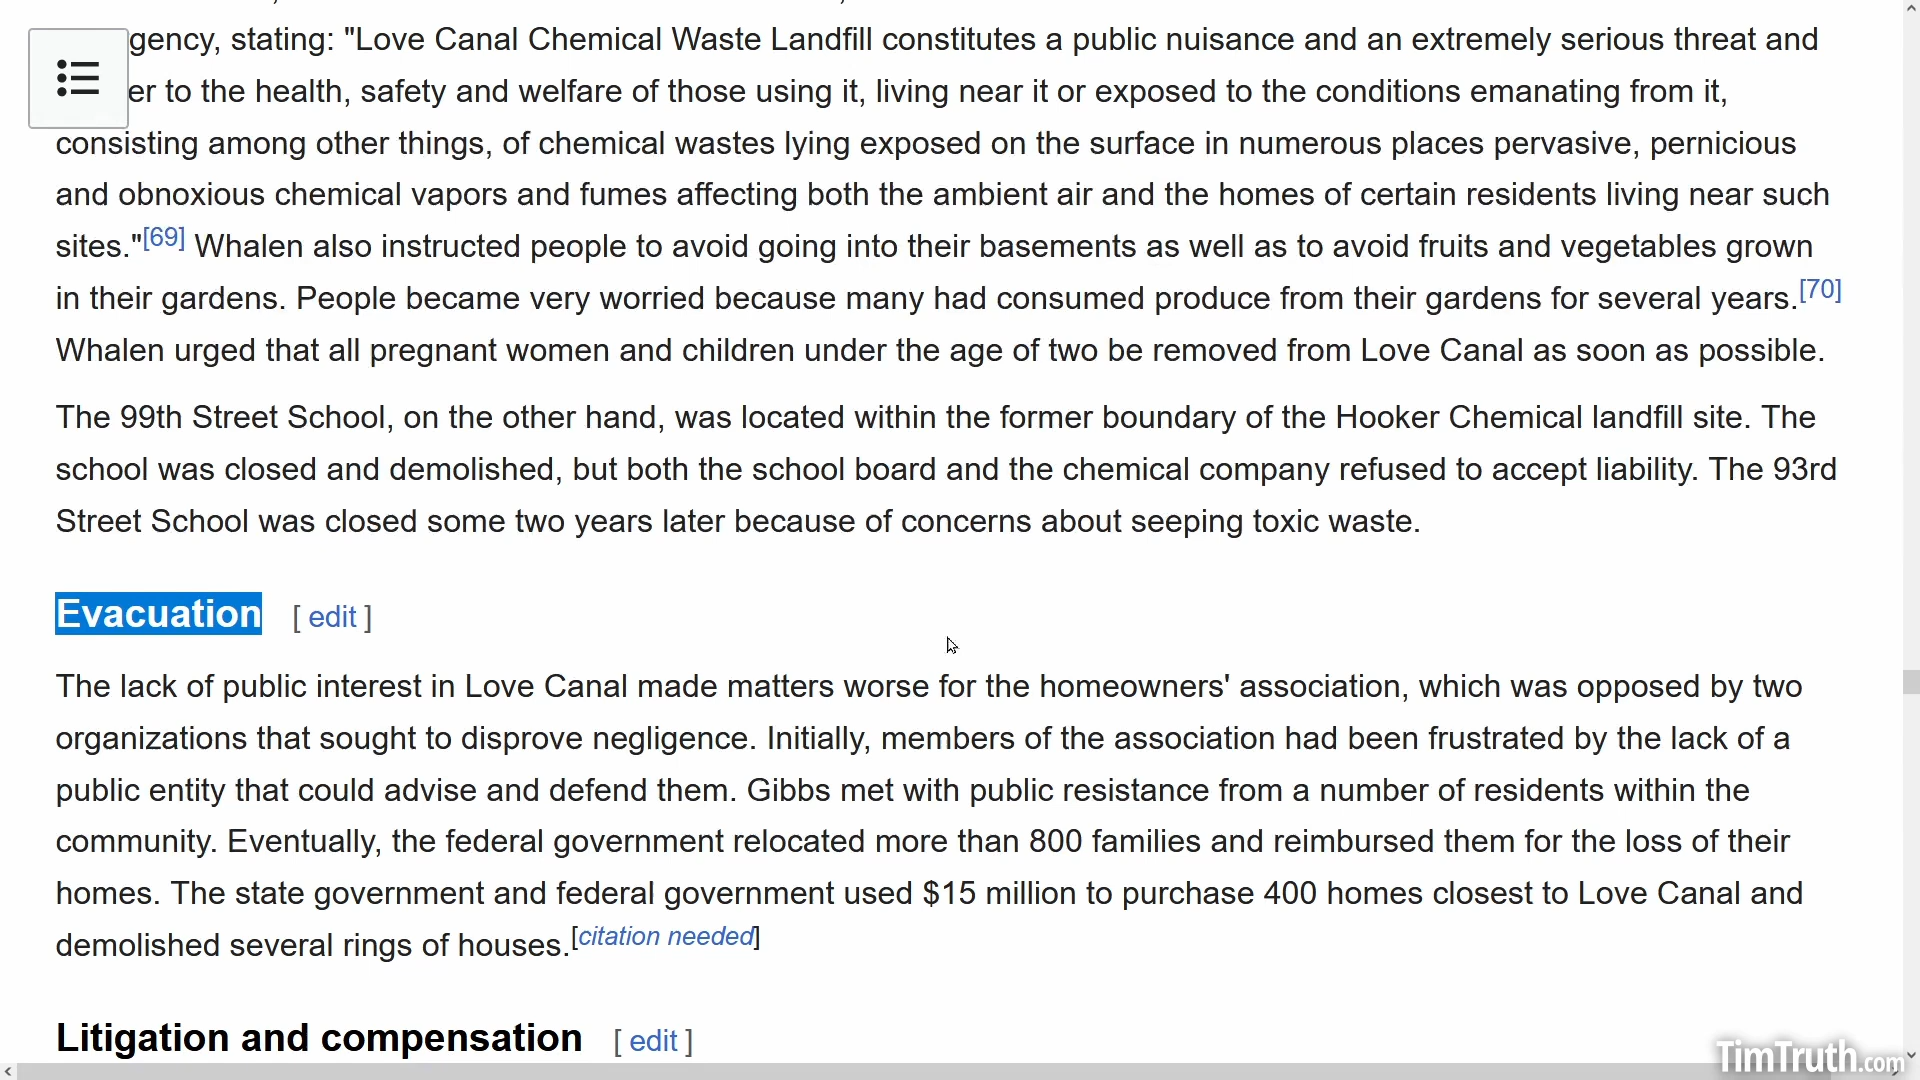 gency, stating: "Love Canal Chemical Waste Landfill constitutes a public nuisance and an extremely serious threat and
er to the health, safety and welfare of those using it, living near it or exposed to the conditions emanating from it,
consisting among other things, of chemical wastes lying exposed on the surface in numerous places pervasive, pernicious
and obnoxious chemical vapors and fumes affecting both the ambient air and the homes of certain residents living near such
sites."[69] Whalen also instructed people to avoid going into their basements as well as to avoid fruits and vegetables grown
in their gardens. People became very worried because many had consumed produce from their gardens for several years.[70]
Whalen urged that all pregnant women and children under the age of two be removed from Love Canal as soon as possible.
The 99th Street School, on the other hand, was located within the former boundary of the Hooker Chemical landfill site. The
school was closed and demolished, but both the school board and the chemical company refused to accept liability. The 93rd
Street School was closed some two years later because of concerns about seeping toxic waste.
Evacuation [ edit ]
The lack of public interest in Love Canal made matters worse for the homeowners' association, which was opposed by two
organizations that sought to disprove negligence. Initially, members of the association had been frustrated by the lack of a
public entity that could advise and defend them. Gibbs met with public resistance from a number of residents within the
community. Eventually, the federal government relocated more than 800 families and reimbursed them for the loss of their
homes. The state government and federal government used $15 million to purchase 400 homes closest to Love Canal and
demolished several rings of houses.[citation needed]
Litigation and compensation [ edit ]
TimTruth.com